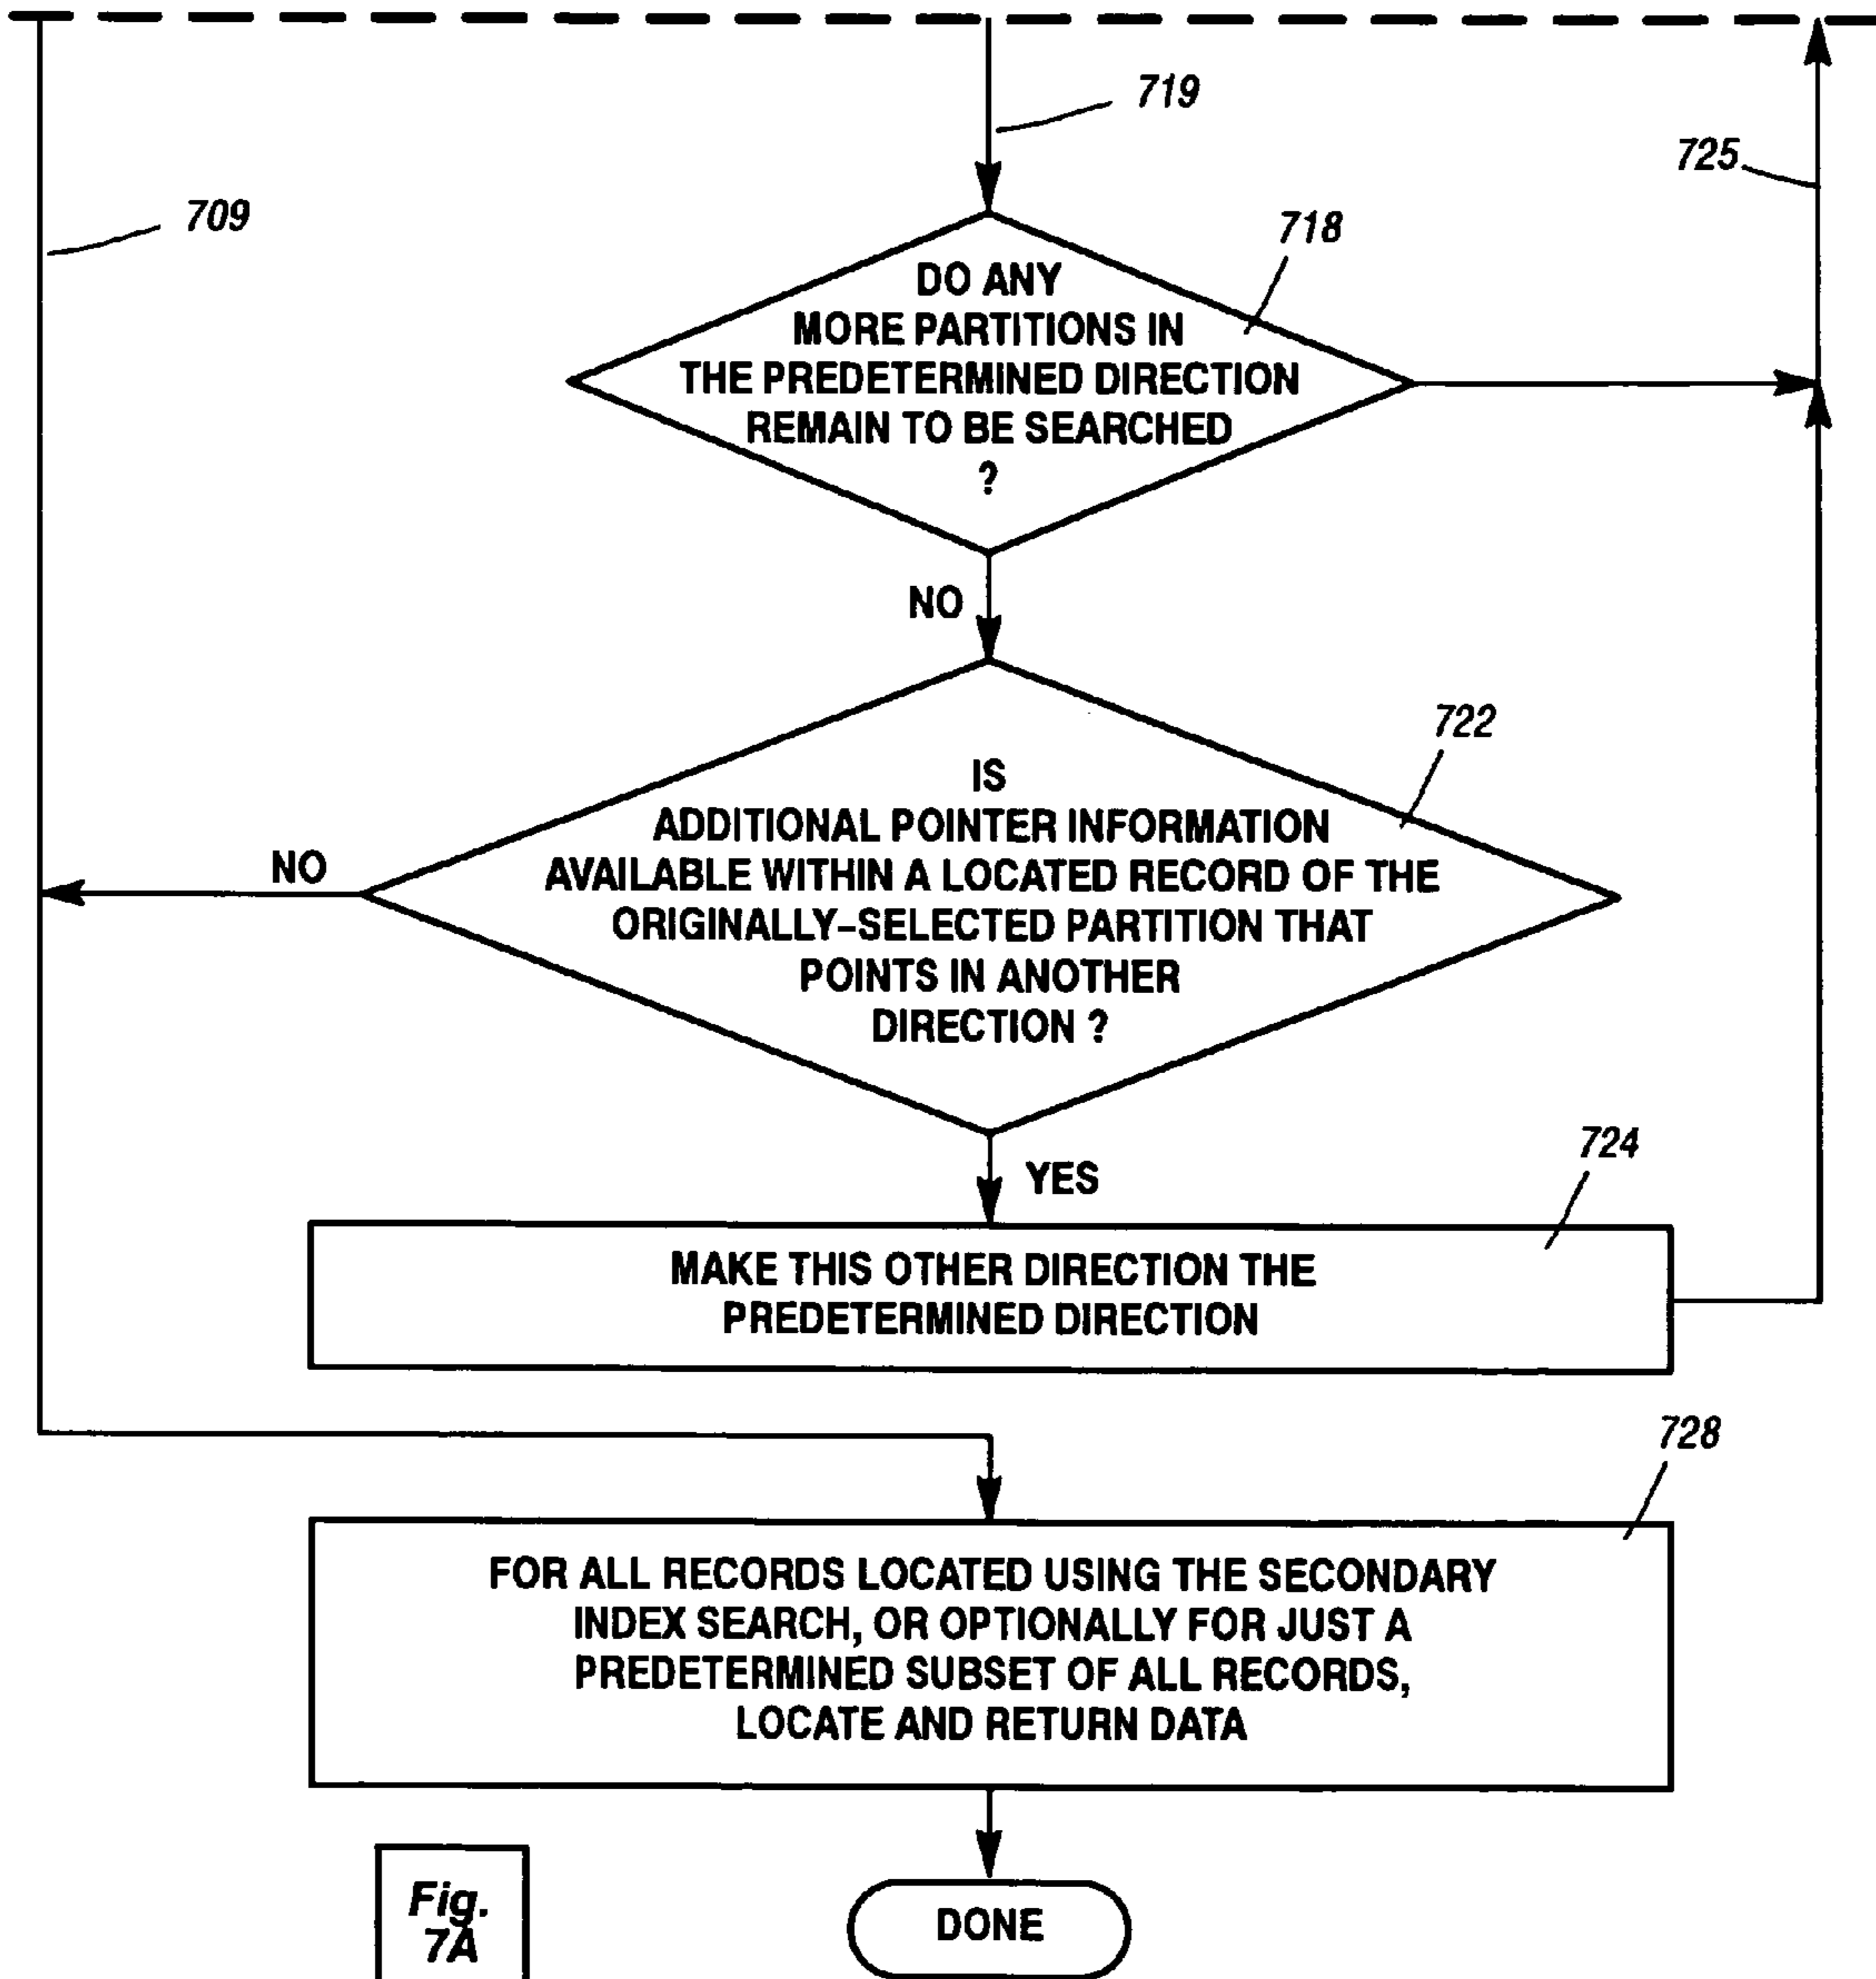 719
725
709
718
DO ANY
MORE PARTITIONS IN
THE PREDETERMINED DIRECTION
REMAIN TO BE SEARCHED
?
NO
722
IS
ADDITIONAL POINTER INFORMATION
AVAILABLE WITHIN A LOCATED RECORD OF THE
ORIGINALLY-SELECTED PARTITION THAT
POINTS IN ANOTHER
DIRECTION ?
NO
YES
724
MAKE THIS OTHER DIRECTION THE
PREDETERMINED DIRECTION
728
FOR ALL RECORDS LOCATED USING THE SECONDARY
INDEX SEARCH, OR OPTIONALLY FOR JUST A
PREDETERMINED SUBSET OF ALL RECORDS,
LOCATE AND RETURN DATA
Fig.
7A
DONE